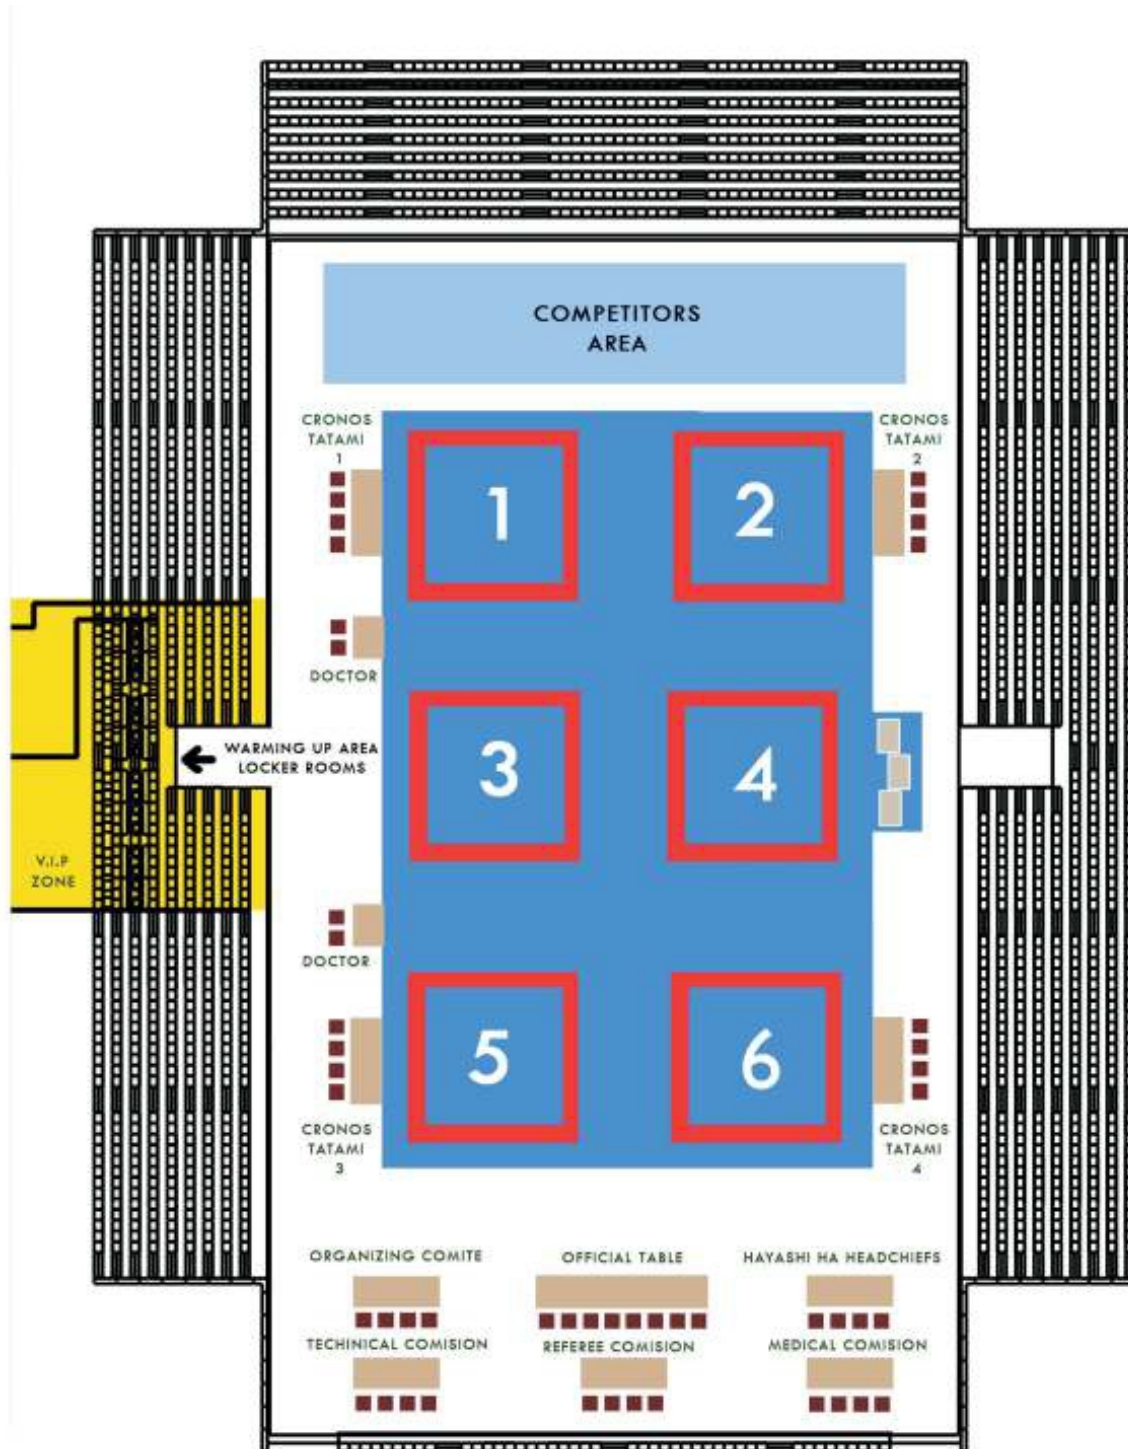 COMPETITORS
AREA
CRONOS
TATAMI
1
CRONOS
TATAMI
2
1
2
DOCTOR
WARMING UP AREA
LOCKER ROOMS
3
4
V.I.P
ZONE
DOCTOR
5
6
CRONOS
TATAMI
3
CRONOS
TATAMI
4
ORGANIZING COMITE
OFFICIAL TABLE
HAYASHI HA HEADCHIEFS
TECHINICAL COMISION
REFEREE COMISION
MEDICAL COMISION